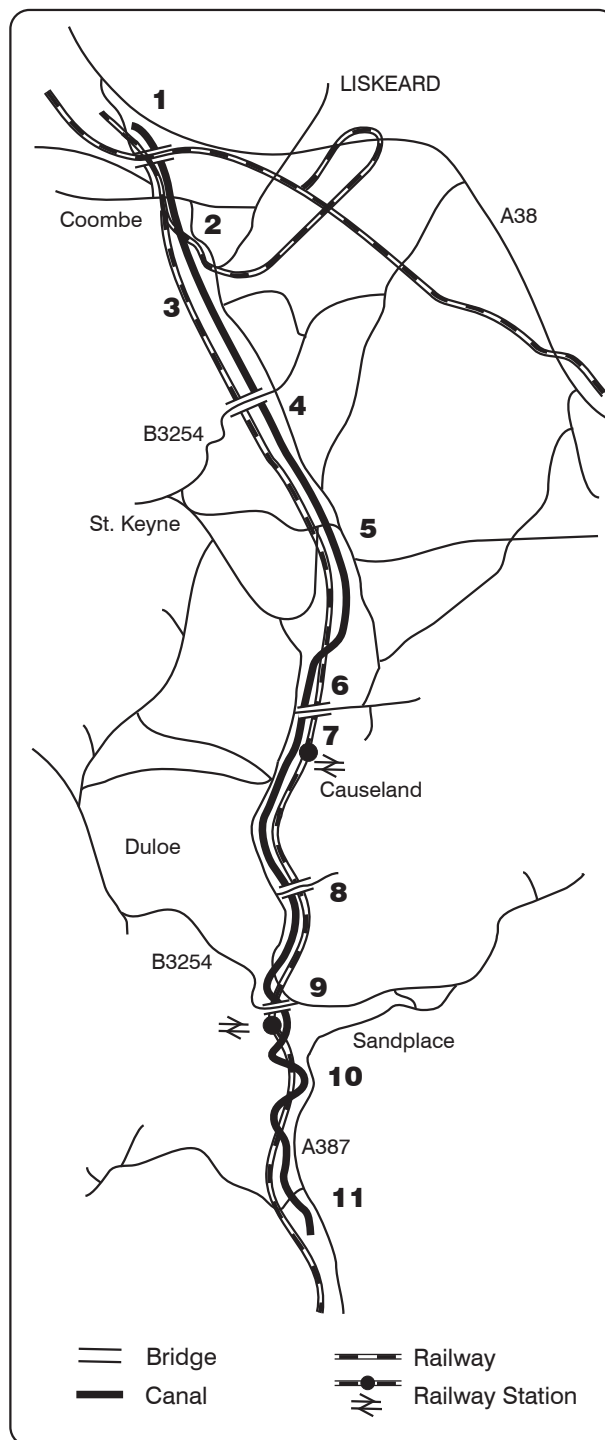 1
LISKEARD
Coombe
2
A38
3
4
B3254
St. Keyne
5
6
7
Causeland
Duloe
8
B3254
9
Sandplace
10
A387
11
Bridge
Railway
Canal
Railway Station